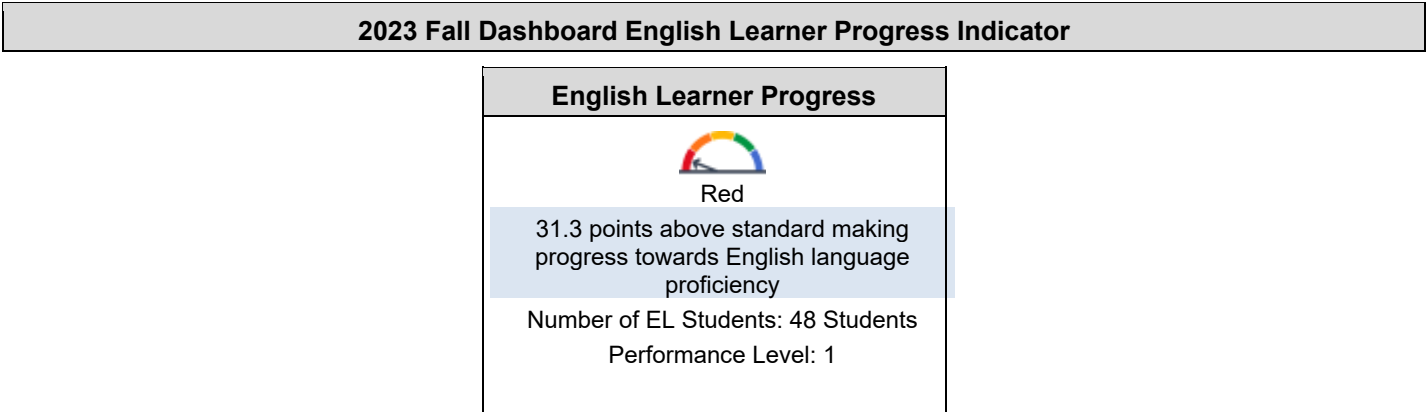 2023 Fall Dashboard English Learner Progress Indicator
English Learner Progress
Red
31.3 points above standard making
progress towards English language
proficiency
Number of EL Students: 48 Students
Performance Level: 1